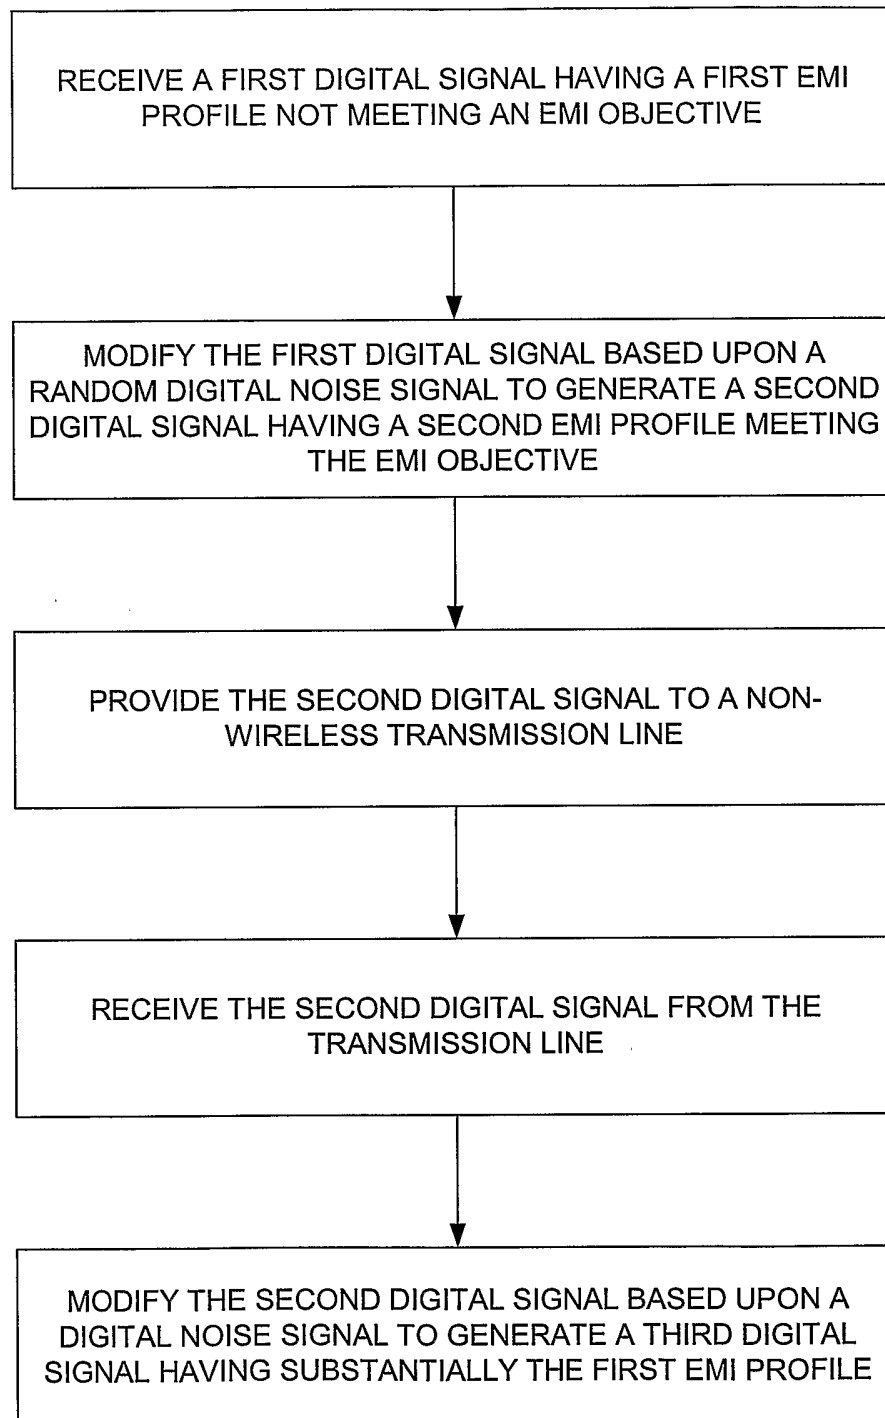 RECEIVE A FIRST DIGITAL SIGNAL HAVING A FIRST EMI
PROFILE NOT MEETING AN EMI OBJECTIVE
MODIFY THE FIRST DIGITAL SIGNAL BASED UPON A
RANDOM DIGITAL NOISE SIGNAL TO GENERATE A SECOND
DIGITAL SIGNAL HAVING A SECOND EMI PROFILE MEETING
THE EMI OBJECTIVE
PROVIDE THE SECOND DIGITAL SIGNAL TO A NON-
WIRELESS TRANSMISSION LINE
RECEIVE THE SECOND DIGITAL SIGNAL FROM THE
TRANSMISSION LINE
MODIFY THE SECOND DIGITAL SIGNAL BASED UPON A
DIGITAL NOISE SIGNAL TO GENERATE A THIRD DIGITAL
SIGNAL HAVING SUBSTANTIALLY THE FIRST EMI PROFILE